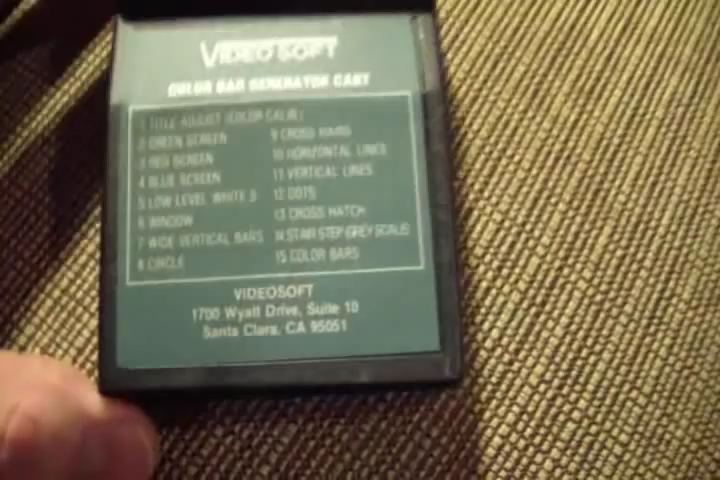 VIDEO SOFT
COLOR BAR GENERATOR CART
1 TITLE-ADJUST (COLOR CALIB.)
2 GREEN SCREEN
3 RED SCREEN
4 BLUE SCREEN
5 LOW LEVEL WHITE S
6 WINDOW
7 WIDE VERTICAL BARS
8 CIRCLE
9 CROSS HAIRS
10 HORIZONTAL LINES
11 VERTICAL LINES
12 DOTS
13 CROSS HATCH
14 STAIR STEP (GREY SCALE)
15 COLOR BARS
VIDEOSOFT
1700 Wyatt Drive, Suite 10
Santa Clara, CA 95051